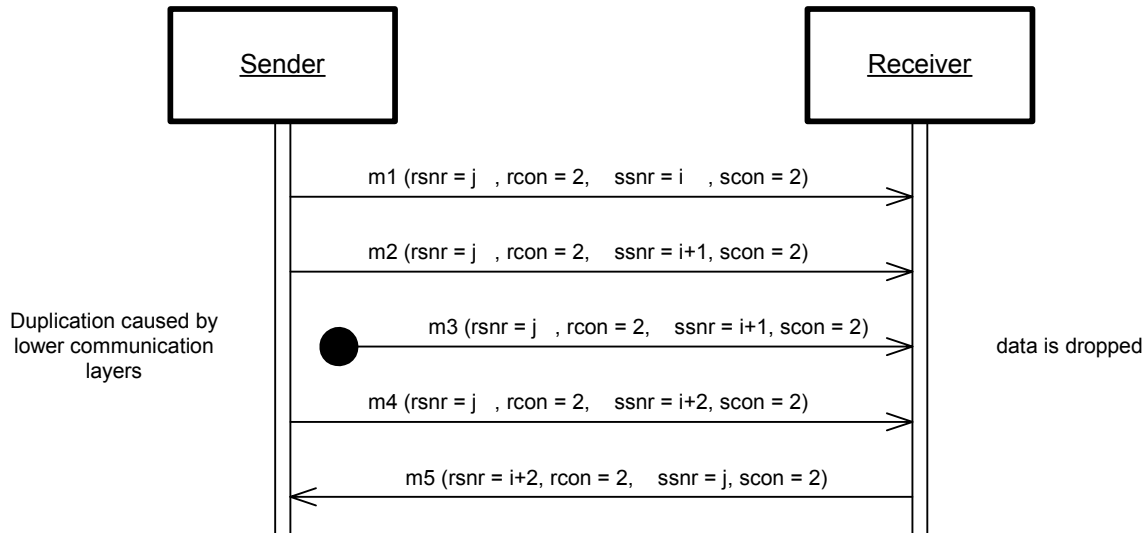 Sender
Receiver
m1 (rsnr = j , rcon = 2, ssnr = i , scon = 2)
m2 (rsnr = j , rcon = 2, ssnr = i+1, scon = 2)
Duplication caused by
lower communication
layers
m3 (rsnr = j , rcon = 2, ssnr = i+1, scon = 2)
data is dropped
m4 (rsnr = j , rcon = 2, ssnr = i+2, scon = 2)
m5 (rsnr = i+2, rcon = 2, ssnr = j, scon = 2)